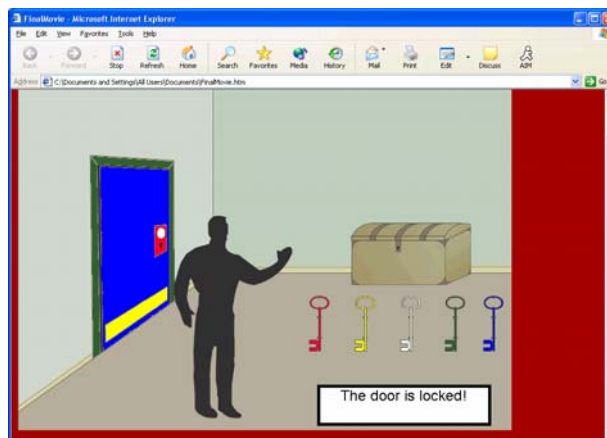 FinalMovie - Microsoft Internet Explorer
File Edit View Favorites Tools Help
Back Forward Stop Refresh Home Search Favorites Media History Mail Print Edit Discuss AIM
Address C:\Documents and Settings\All Users\Documents\FinalMovie.htm Go
The door is locked!